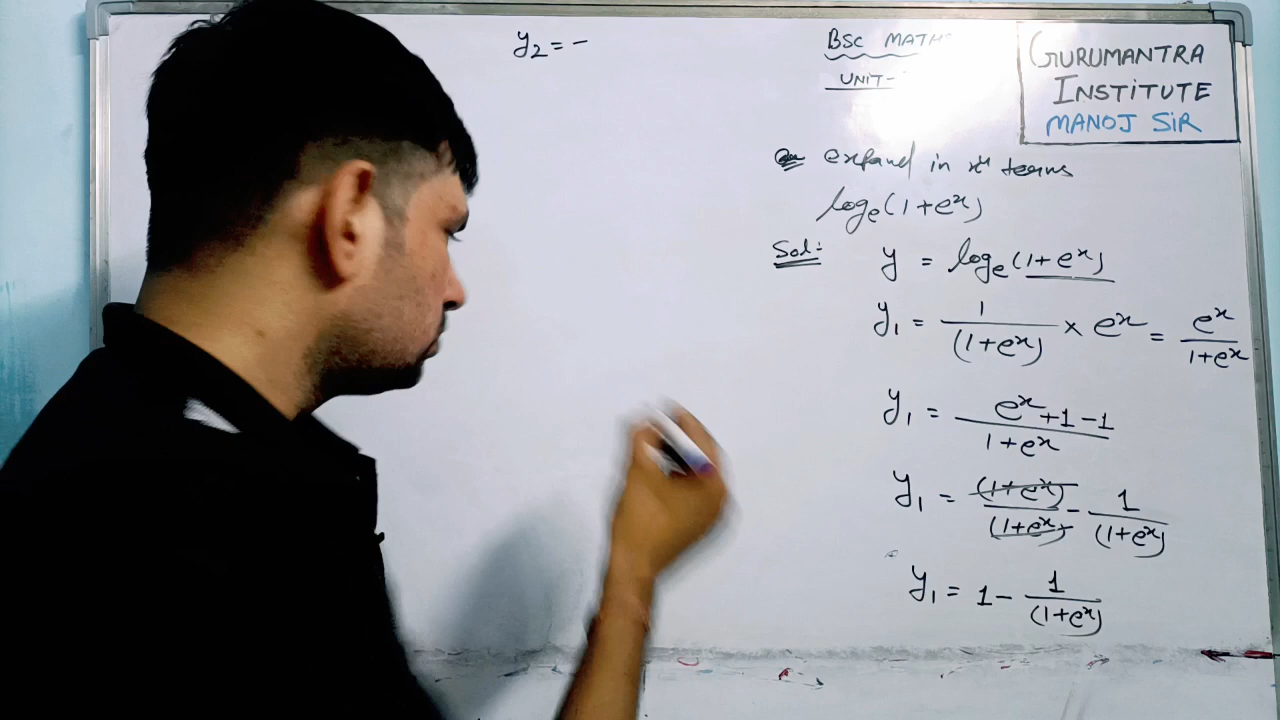 y₂ = -
BSC MATH
UNIT-
GURUMANTRA
INSTITUTE
MANOJ SIR
expand in terms
logₑ(1+eˣ)
Sol:
y = logₑ(1+eˣ)
y₁ = 1/(1+eˣ) × eˣ = eˣ/1+eˣ
y₁ = eˣ+1-1/1+eˣ
y₁ = (1+eˣ)/(1+eˣ) - 1/(1+eˣ)
y₁ = 1 - 1/(1+eˣ)